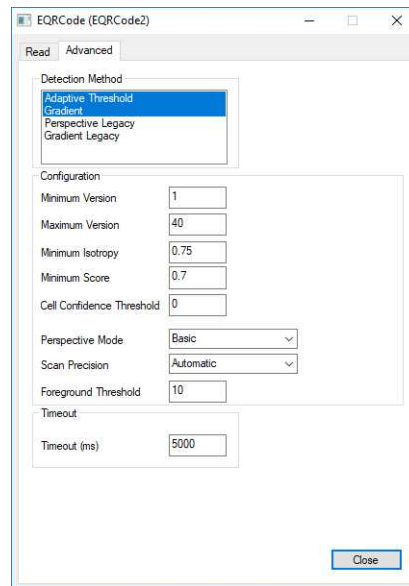 EQRCode (EQRCode2)
Read Advanced
Detection Method
Adaptive Threshold
Gradient
Perspective Legacy
Gradient Legacy
Configuration
Minimum Version 1
Maximum Version 40
Minimum Isotropy 0.75
Minimum Score 0.7
Cell Confidence Threshold 0
Perspective Mode Basic
Scan Precision Automatic
Foreground Threshold 10
Timeout
Timeout (ms) 5000
Close